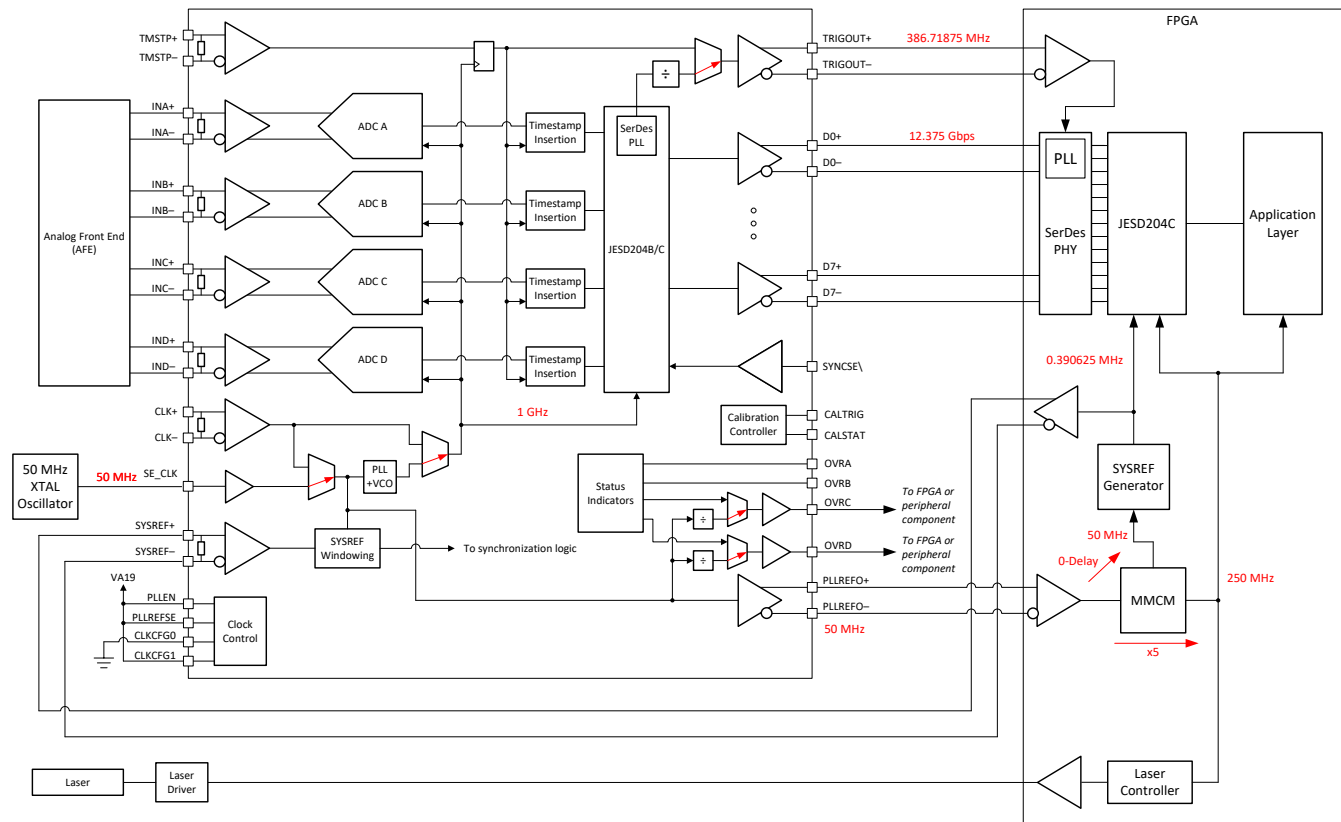 FPGA
TMSTP+
TMSTP–
TRIGOUT+
386.71875 MHz
TRIGOUT–
÷
INA+
INA–
ADC A
Timestamp
Insertion
SerDes
PLL
D0+
12.375 Gbps
D0–
PLL
INB+
INB–
ADC B
Timestamp
Insertion
Analog Front End
(AFE)
JESD204B/C
SerDes
PHY
JESD204C
Application
Layer
INC+
INC–
ADC C
Timestamp
Insertion
D7+
D7–
IND+
IND–
ADC D
Timestamp
Insertion
SYNCSE\
0.390625 MHz
CLK+
CLK–
1 GHz
Calibration
Controller
CALTRIG
CALSTAT
50 MHz
XTAL
Oscillator
50 MHz
SE_CLK
PLL
+VCO
Status
Indicators
OVRA
OVRB
OVRC
To FPGA or
peripheral
component
SYSREF
Generator
SYSREF+
SYSREF–
SYSREF
Windowing
To synchronization logic
÷
÷
OVRD
To FPGA or
peripheral
component
50 MHz
0-Delay
VA19
PLLEN
PLLREFSE
CLKCFG0
CLKCFG1
Clock
Control
PLLREFO+
PLLREFO–
50 MHz
MMCM
250 MHz
x5
Laser
Laser
Driver
Laser
Controller